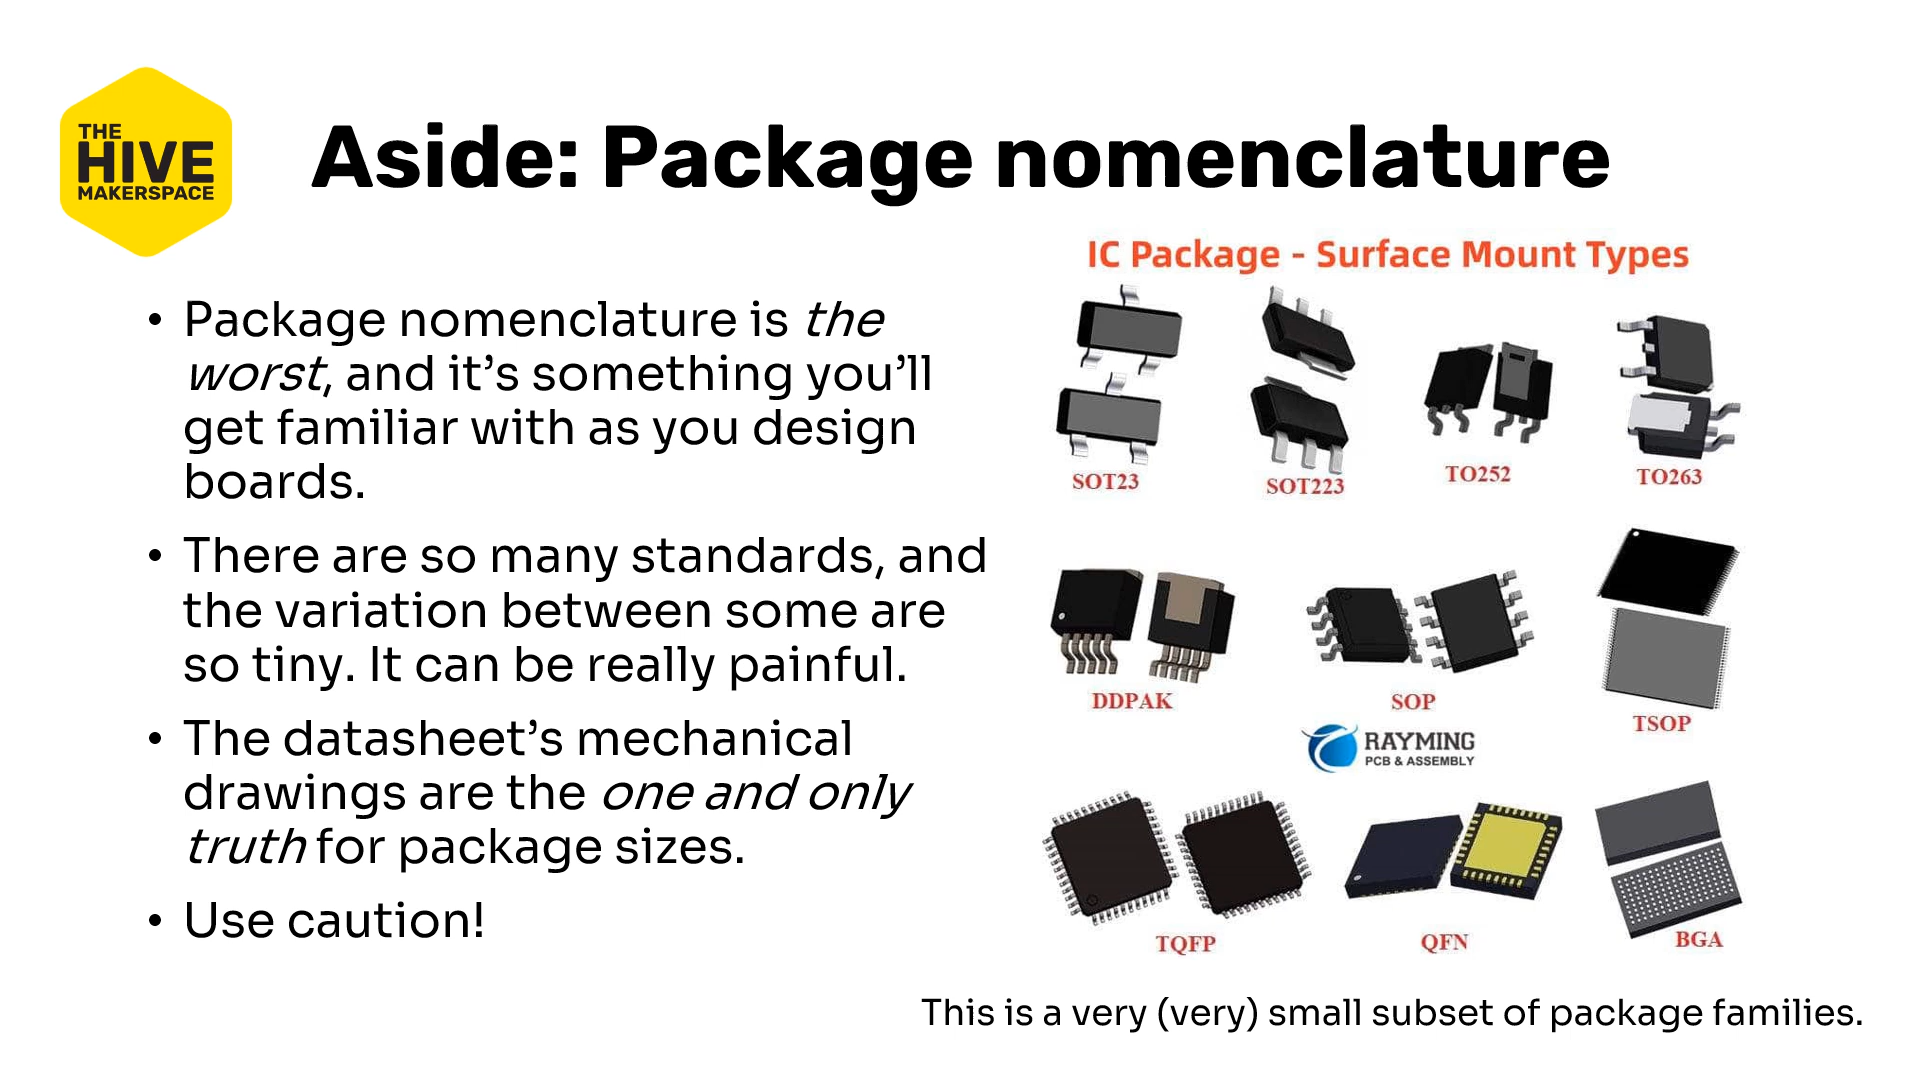 THE
HIVE
MAKERSPACE
Aside: Package nomenclature
• Package nomenclature is the
worst, and it’s something you’ll
get familiar with as you design
boards.
• There are so many standards, and
the variation between some are
so tiny. It can be really painful.
• The datasheet’s mechanical
drawings are the one and only
truth for package sizes.
• Use caution!
IC Package - Surface Mount Types
SOT23
SOT223
TO252
TO263
DDPAK
SOP
TSOP
RAYMING
PCB & ASSEMBLY
TQFP
QFN
BGA
This is a very (very) small subset of package families.